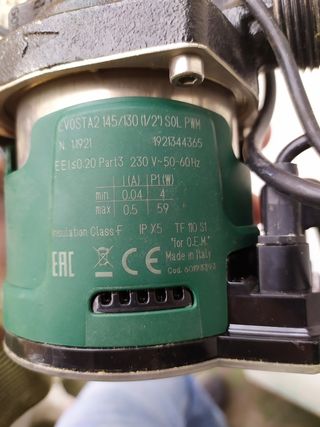 EVOSTA2 145/130 (1/2") SOL PWM
N. 11921 1921344365
EEI≤0.20 Part3 230 V~50-60Hz
I(A) P1(W)
min 0.04 4
max 0.5 59
Insulation Class F IP X5 TF 110 S1
"for O.E.M."
EAC CE Made in Italy
Cod.